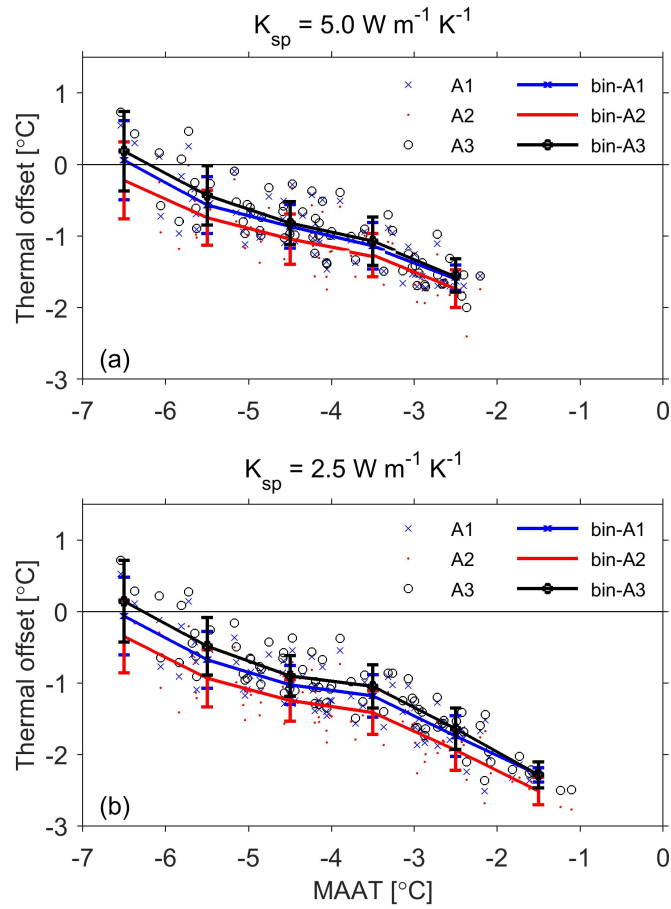 K_sp = 5.0 W m^-1 K^-1
A1 bin-A1
A2 bin-A2
A3 bin-A3
1
0
-1
-2
-3
Thermal offset [°C]
(a)
-7 -6 -5 -4 -3 -2 -1 0
K_sp = 2.5 W m^-1 K^-1
A1 bin-A1
A2 bin-A2
A3 bin-A3
1
0
-1
-2
-3
Thermal offset [°C]
(b)
-7 -6 -5 -4 -3 -2 -1 0
MAAT [°C]